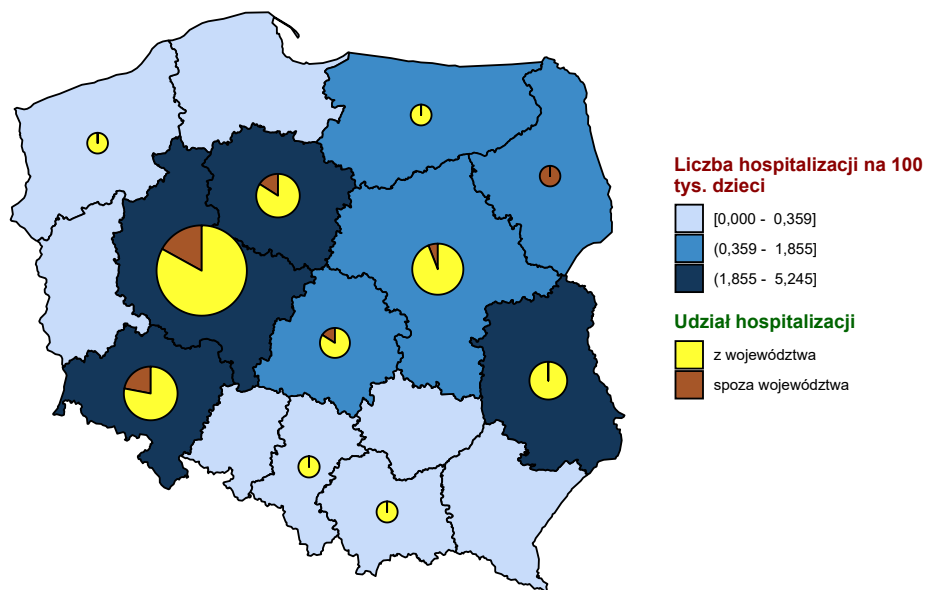 Liczba hospitalizacji na 100
tys. dzieci
[0,000 - 0,359]
(0,359 - 1,855]
(1,855 - 5,245]
Udział hospitalizacji
z województwa
spoza województwa